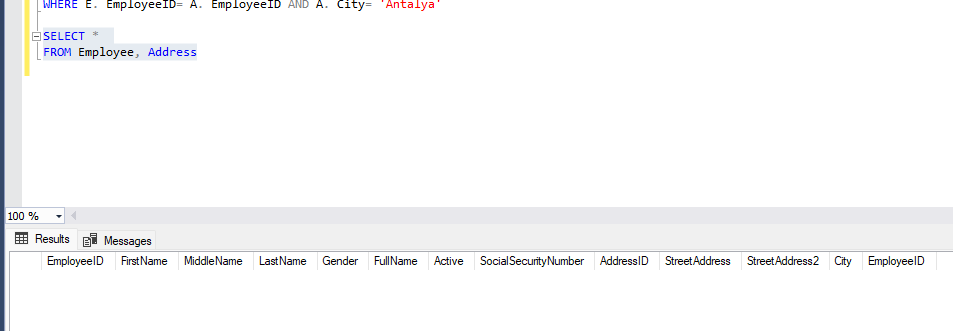 WHERE E. EmployeeID= A. EmployeeID AND A. City= 'Antalya'
SELECT *
FROM Employee, Address
100 %
Results Messages
EmployeeID FirstName MiddleName LastName Gender FullName Active SocialSecurityNumber AddressID StreetAddress StreetAddress2 City EmployeeID